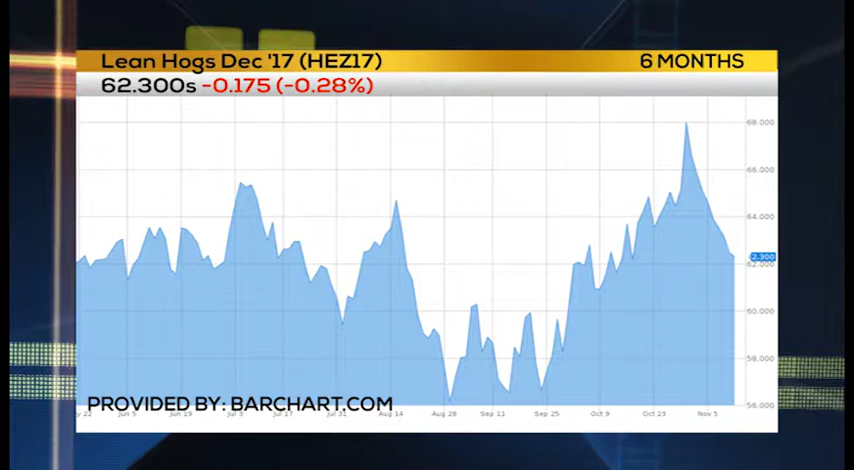 Lean Hogs Dec '17 (HEZ17) 6 MONTHS
62.300s -0.175 (-0.28%)
68.000
66.000
64.000
2.300
62.000
60.000
58.000
56.000
PROVIDED BY: BARCHART.COM
y 22 Jun 5 Jun 19 Jul 3 Jul 17 Jul 31 Aug 14 Aug 28 Sep 11 Sep 25 Oct 9 Oct 23 Nov 5